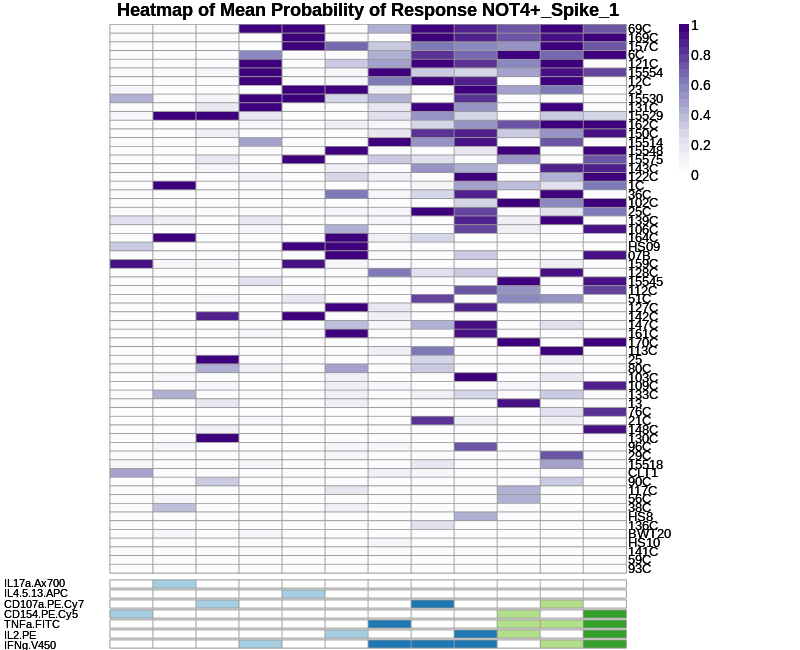 Heatmap of Mean Probability of Response NOT4+_Spike_1
69C
169C
157C
6C
121C
15554
12C
23
15530
131C
15529
162C
150C
15514
15548
15575
143C
122C
1C
36C
102C
25C
139C
106C
164C
HS09
07B
159C
128C
15545
112C
51C
127C
142C
147C
161C
170C
113C
25
80C
103C
109C
133C
13
76C
21C
148C
130C
96C
29C
15518
CLT1
90C
117C
56C
38C
HS8
136C
BWT20
HS10
141C
59C
93C
1
0.8
0.6
0.4
0.2
0
IL17a.Ax700
IL4.5.13.APC
CD107a.PE.Cy7
CD154.PE.Cy5
TNFa.FITC
IL2.PE
IFNg.V450